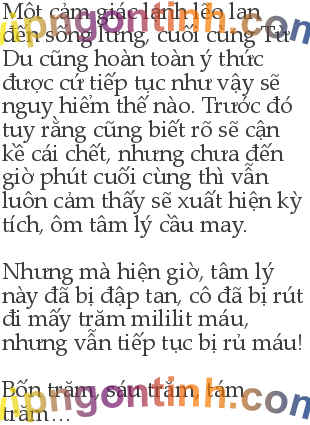 Một cảm giác lạnh lẽo lan
đến sống lưng, cuối cùng Tư
Du cũng hoàn toàn ý thức
được cứ tiếp tục như vậy sẽ
nguy hiểm thế nào. Trước đó
tuy rằng cũng biết rõ sẽ cận
kề cái chết, nhưng chưa đến
giờ phút cuối cùng thì vẫn
luôn cảm thấy sẽ xuất hiện kỳ
tích, ôm tâm lý cầu may.
Nhưng mà hiện giờ, tâm lý
này đã bị đập tan, cô đã bị rút
đi mấy trăm mililit máu,
nhưng vẫn tiếp tục bị rủ máu!
Bốn trăm, sáu trăm, tám
trăm…